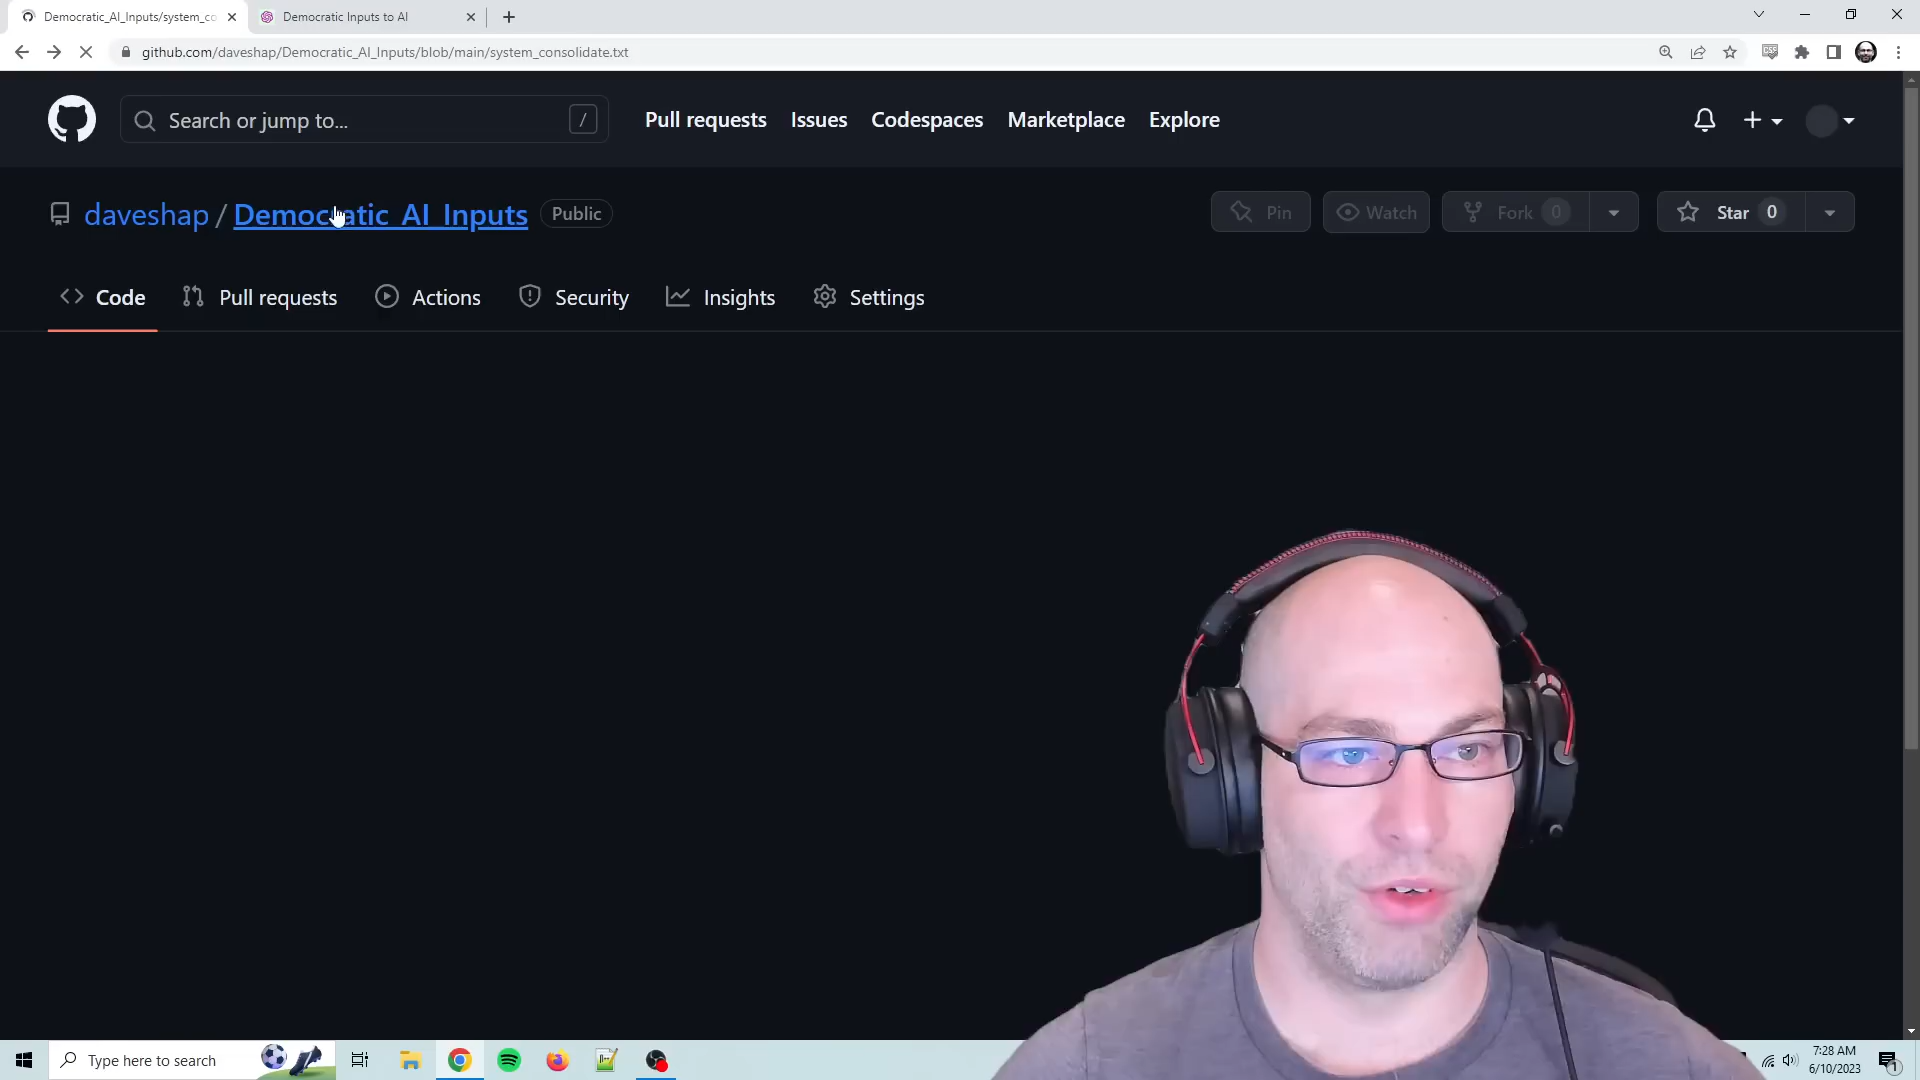 Democratic_AI_Inputs/system_co
Democratic Inputs to AI
github.com/daveshap/Democratic_AI_Inputs/blob/main/system_consolidate.txt
Search or jump to...
/
Pull requests
Issues
Codespaces
Marketplace
Explore
daveshap / Democratic_AI_Inputs
Public
Pin
Watch
Fork 0
Star 0
Code
Pull requests
Actions
Security
Insights
Settings
Type here to search
7:28 AM
6/10/2023
1